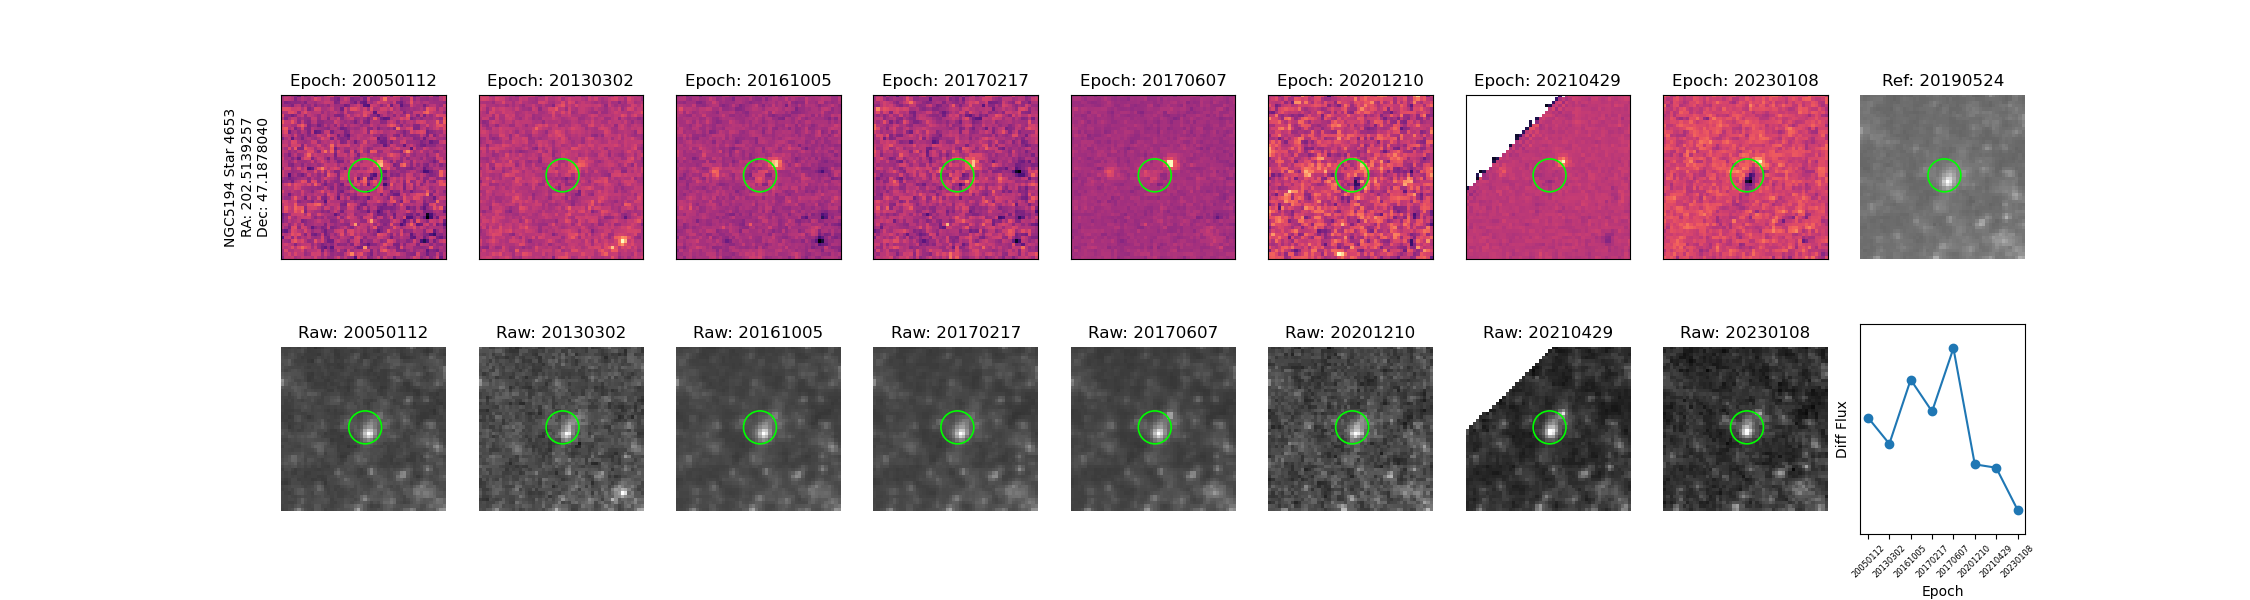 NGC5194 Star 4653
RA: 202.5139257
Dec: 47.1878040
Epoch: 20050112
Epoch: 20130302
Epoch: 20161005
Epoch: 20170217
Epoch: 20170607
Epoch: 20201210
Epoch: 20210429
Epoch: 20230108
Ref: 20190524
Raw: 20050112
Raw: 20130302
Raw: 20161005
Raw: 20170217
Raw: 20170607
Raw: 20201210
Raw: 20210429
Raw: 20230108
Diff Flux
20050112
20130302
20161005
20170217
20170607
20201210
20210429
20230108
Epoch